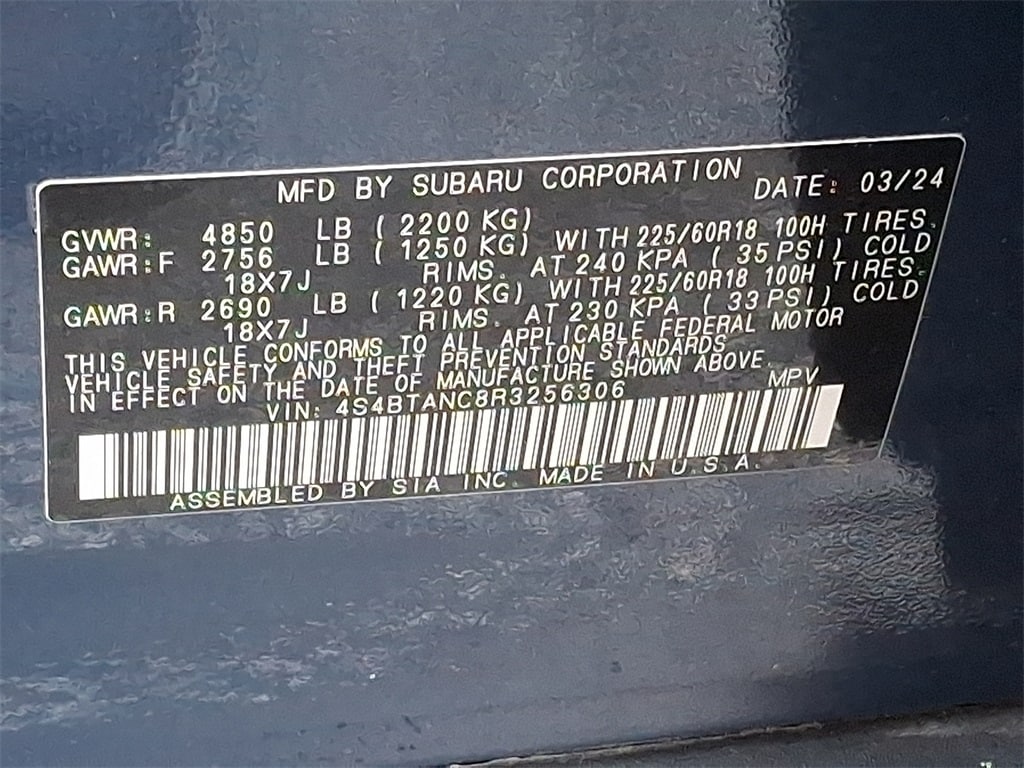 MFD BY SUBARU CORPORATION DATE: 03/24
GVWR: 4850 LB ( 2200 KG)
GAWR:F 2756 LB ( 1250 KG) WITH 225/60R18 100H TIRES.
18X7J RIMS. AT 240 KPA ( 35 PSI) COLD
GAWR:R 2690 LB ( 1220 KG) WITH 225/60R18 100H TIRES.
18X7J RIMS. AT 230 KPA ( 33 PSI) COLD
THIS VEHICLE CONFORMS TO ALL APPLICABLE FEDERAL MOTOR
VEHICLE SAFETY AND THEFT PREVENTION STANDARDS
IN EFFECT ON THE DATE OF MANUFACTURE SHOWN ABOVE.
VIN: 4S4BTANC8R3256306 MPV
ASSEMBLED BY SIA INC. MADE IN U.S.A.